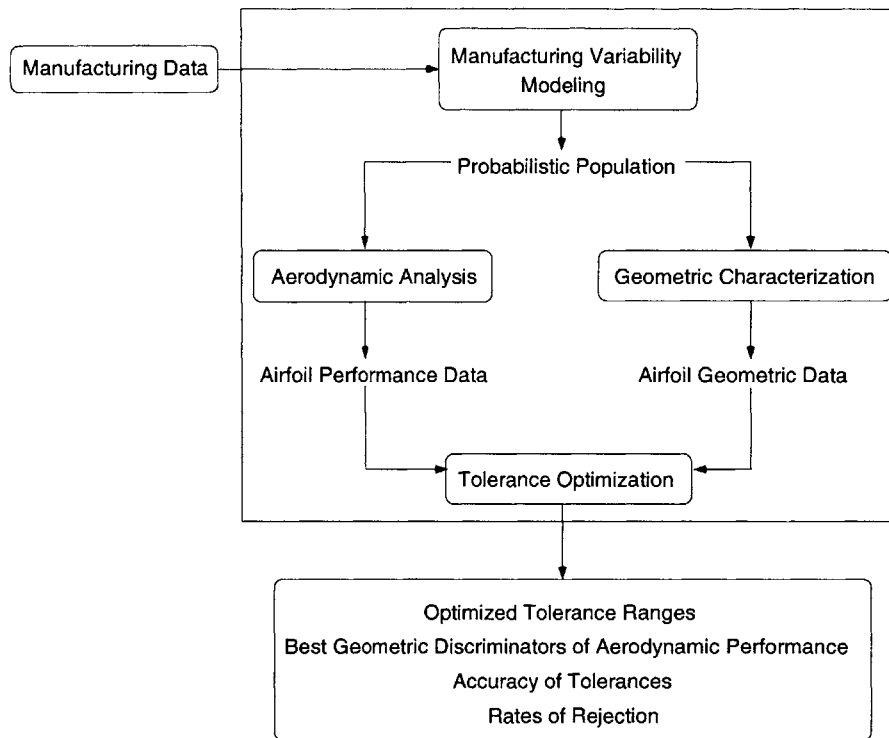 Manufacturing Data
Manufacturing Variability
Modeling
Probabilistic Population
Aerodynamic Analysis
Geometric Characterization
Airfoil Performance Data
Airfoil Geometric Data
Tolerance Optimization
Optimized Tolerance Ranges
Best Geometric Discriminators of Aerodynamic Performance
Accuracy of Tolerances
Rates of Rejection